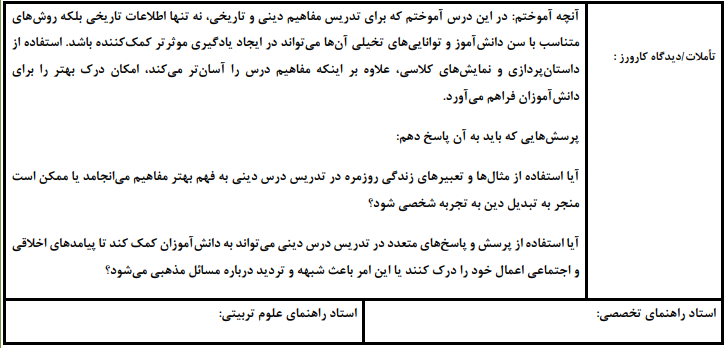 تأملات/دیدگاه کارورز :
آنچه آموختم: در این درس آموختم که برای تدریس مفاهیم دینی و تاریخی، نه تنها اطلاعات تاریخی بلکه روش‌های
متناسب با سن دانش‌آموز و توانایی‌های تخیلی آن‌ها می‌تواند در ایجاد یادگیری موثرتر کمک‌کننده باشد. استفاده از
داستان‌پردازی و نمایش‌های کلاسی، علاوه بر اینکه مفاهیم درس را آسان‌تر می‌کند، امکان درک بهتر را برای
دانش‌آموزان فراهم می‌آورد.
پرسش‌هایی که باید به آن پاسخ دهم:
آیا استفاده از مثال‌ها و تعبیرهای زندگی روزمره در تدریس درس دینی به فهم بهتر مفاهیم می‌انجامد یا ممکن است
منجر به تبدیل دین به تجربه شخصی شود؟
آیا استفاده از پرسش و پاسخ‌های متعدد در تدریس درس دینی می‌تواند به دانش‌آموزان کمک کند تا پیامدهای اخلاقی
و اجتماعی اعمال خود را درک کنند یا این امر باعث شبهه و تردید درباره مسائل مذهبی می‌شود؟
استاد راهنمای تخصصی:
استاد راهنمای علوم تربیتی: